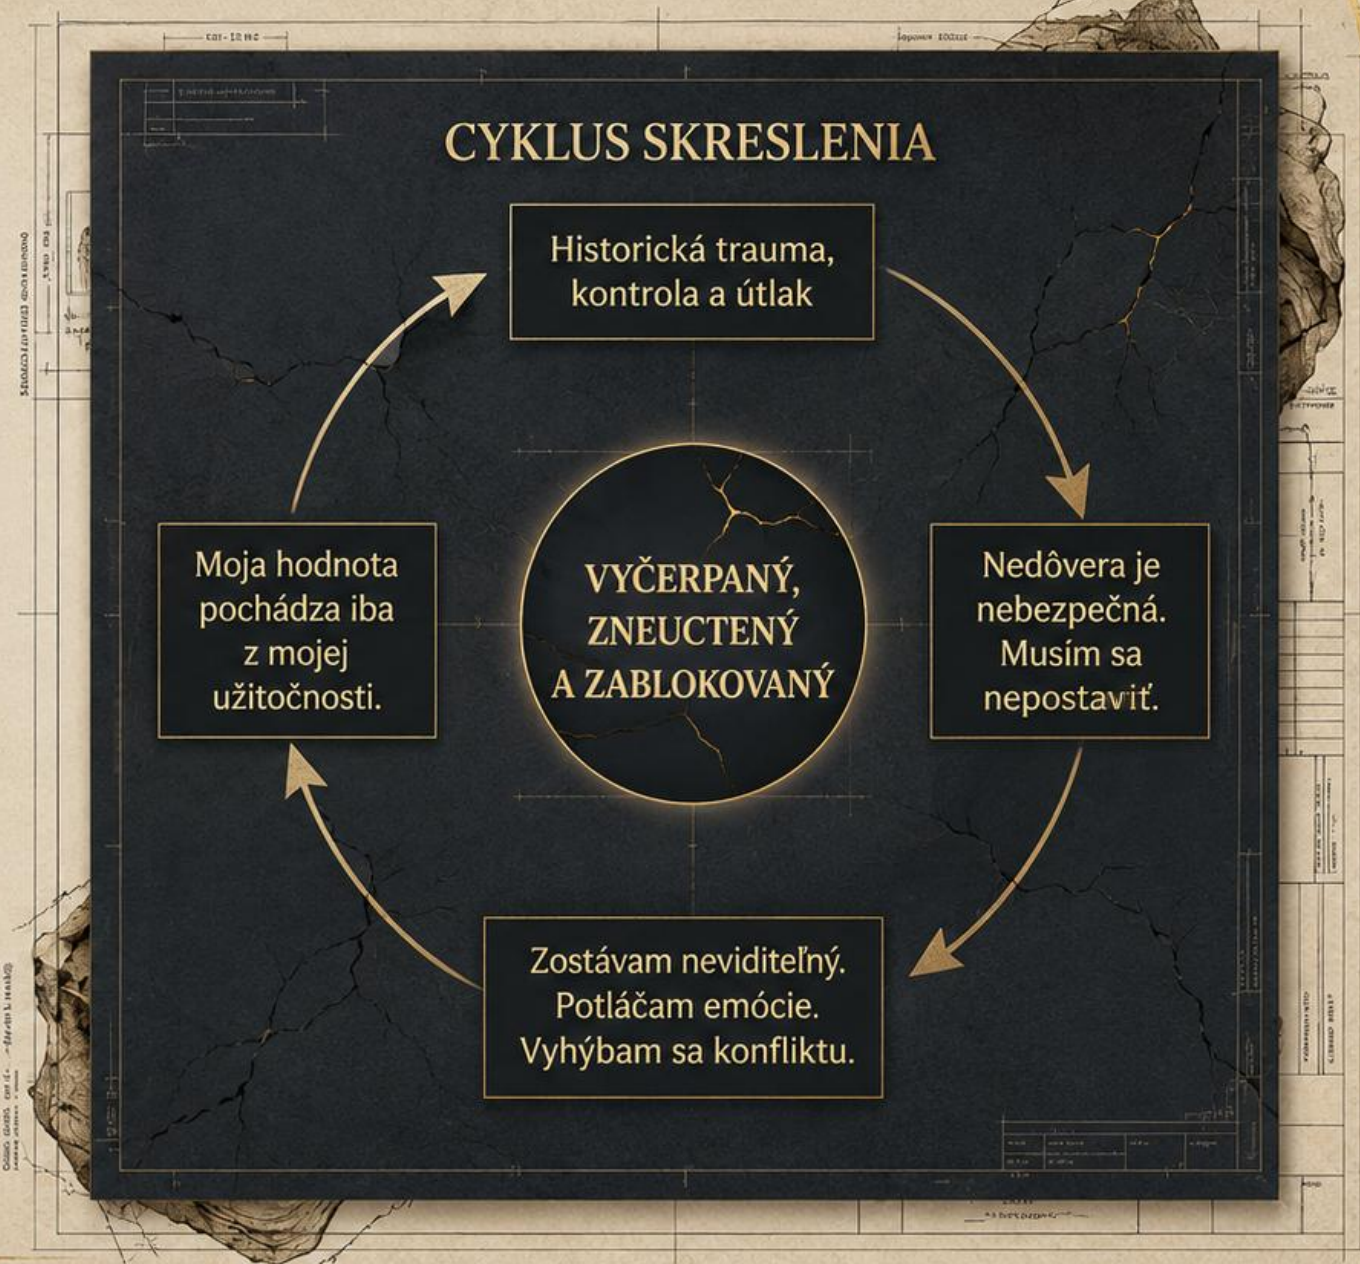 CYKLUS SKRESLENIA
Historická trauma,
kontrola a útlak
Nedôvera je
nebezpečná.
Musím sa
nepostaviť.
Zostávam neviditeľný.
Potláčam emócie.
Vyhýbam sa konfliktu.
Moja hodnota
pochádza iba
z mojej
užitočnosti.
VYČERPANÝ,
ZNEUCTENÝ
A ZABLOKOVANÝ